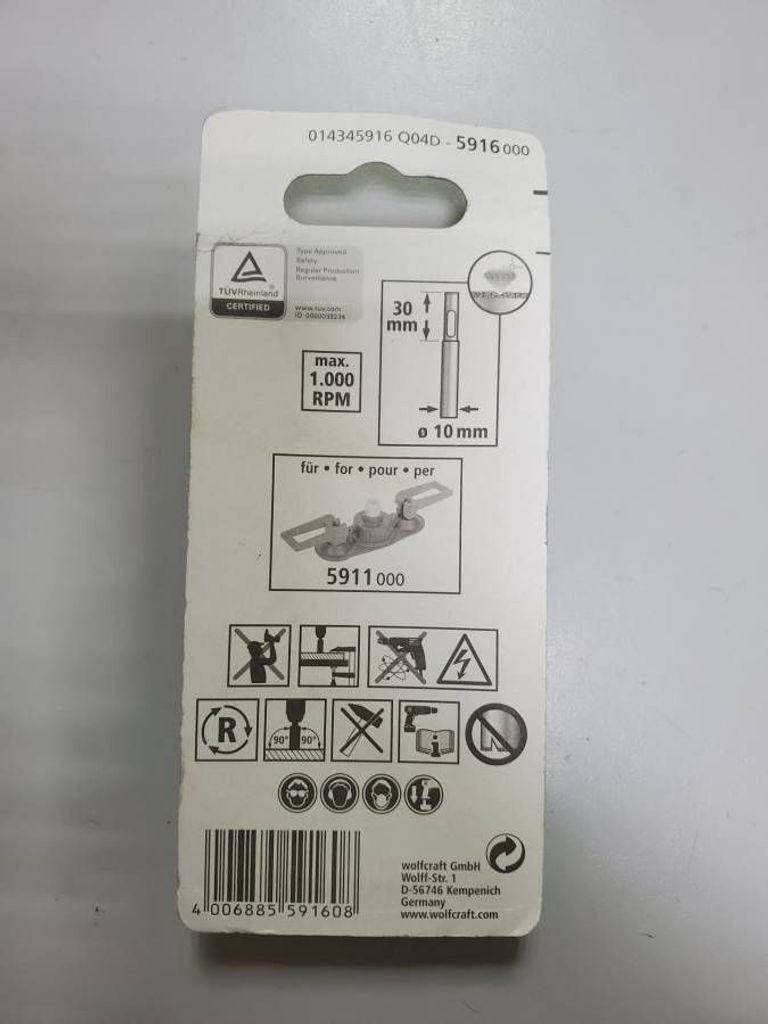 014345916 Q04D - 5916 000
Type Approved
Safety
Regular Production
Surveillance
TÜVRheinland®
CERTIFIED
www.tuv.com
ID 0000039234
30
mm
max.
1.000
RPM
ø 10 mm
für • for • pour • per
5911 000
R
90° 90°
i
4 006885 591608
wolfcraft GmbH
Wolff-Str. 1
D-56746 Kempenich
Germany
www.wolfcraft.com